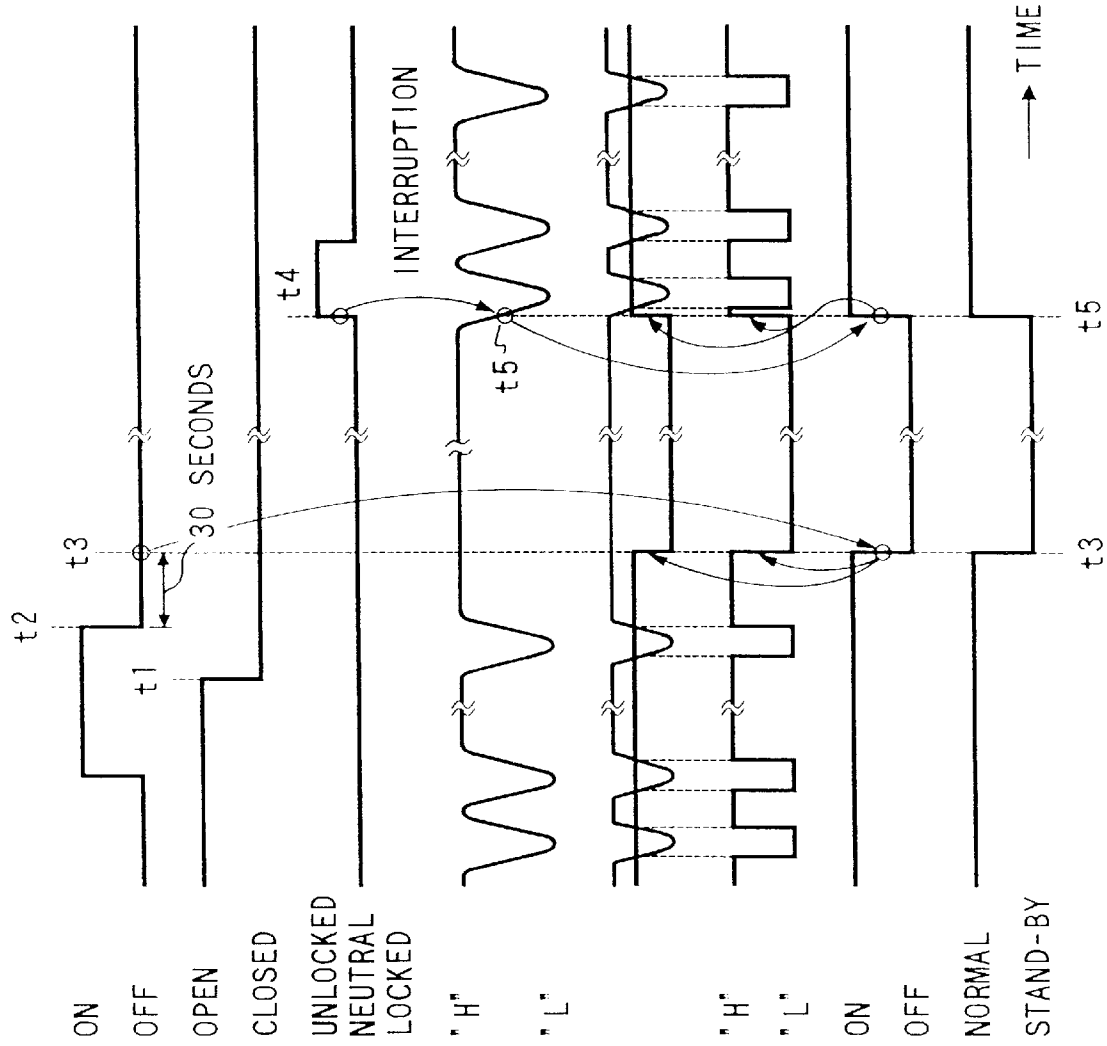 t2
t3
ON
OFF
t1
30 SECONDS
OPEN
CLOSED
t4
UNLOCKED
NEUTRAL
LOCKED
INTERRUPTION
"H"
t5
"L"
"H"
"L"
ON
OFF
NORMAL
STAND-BY
t3
t5
TIME